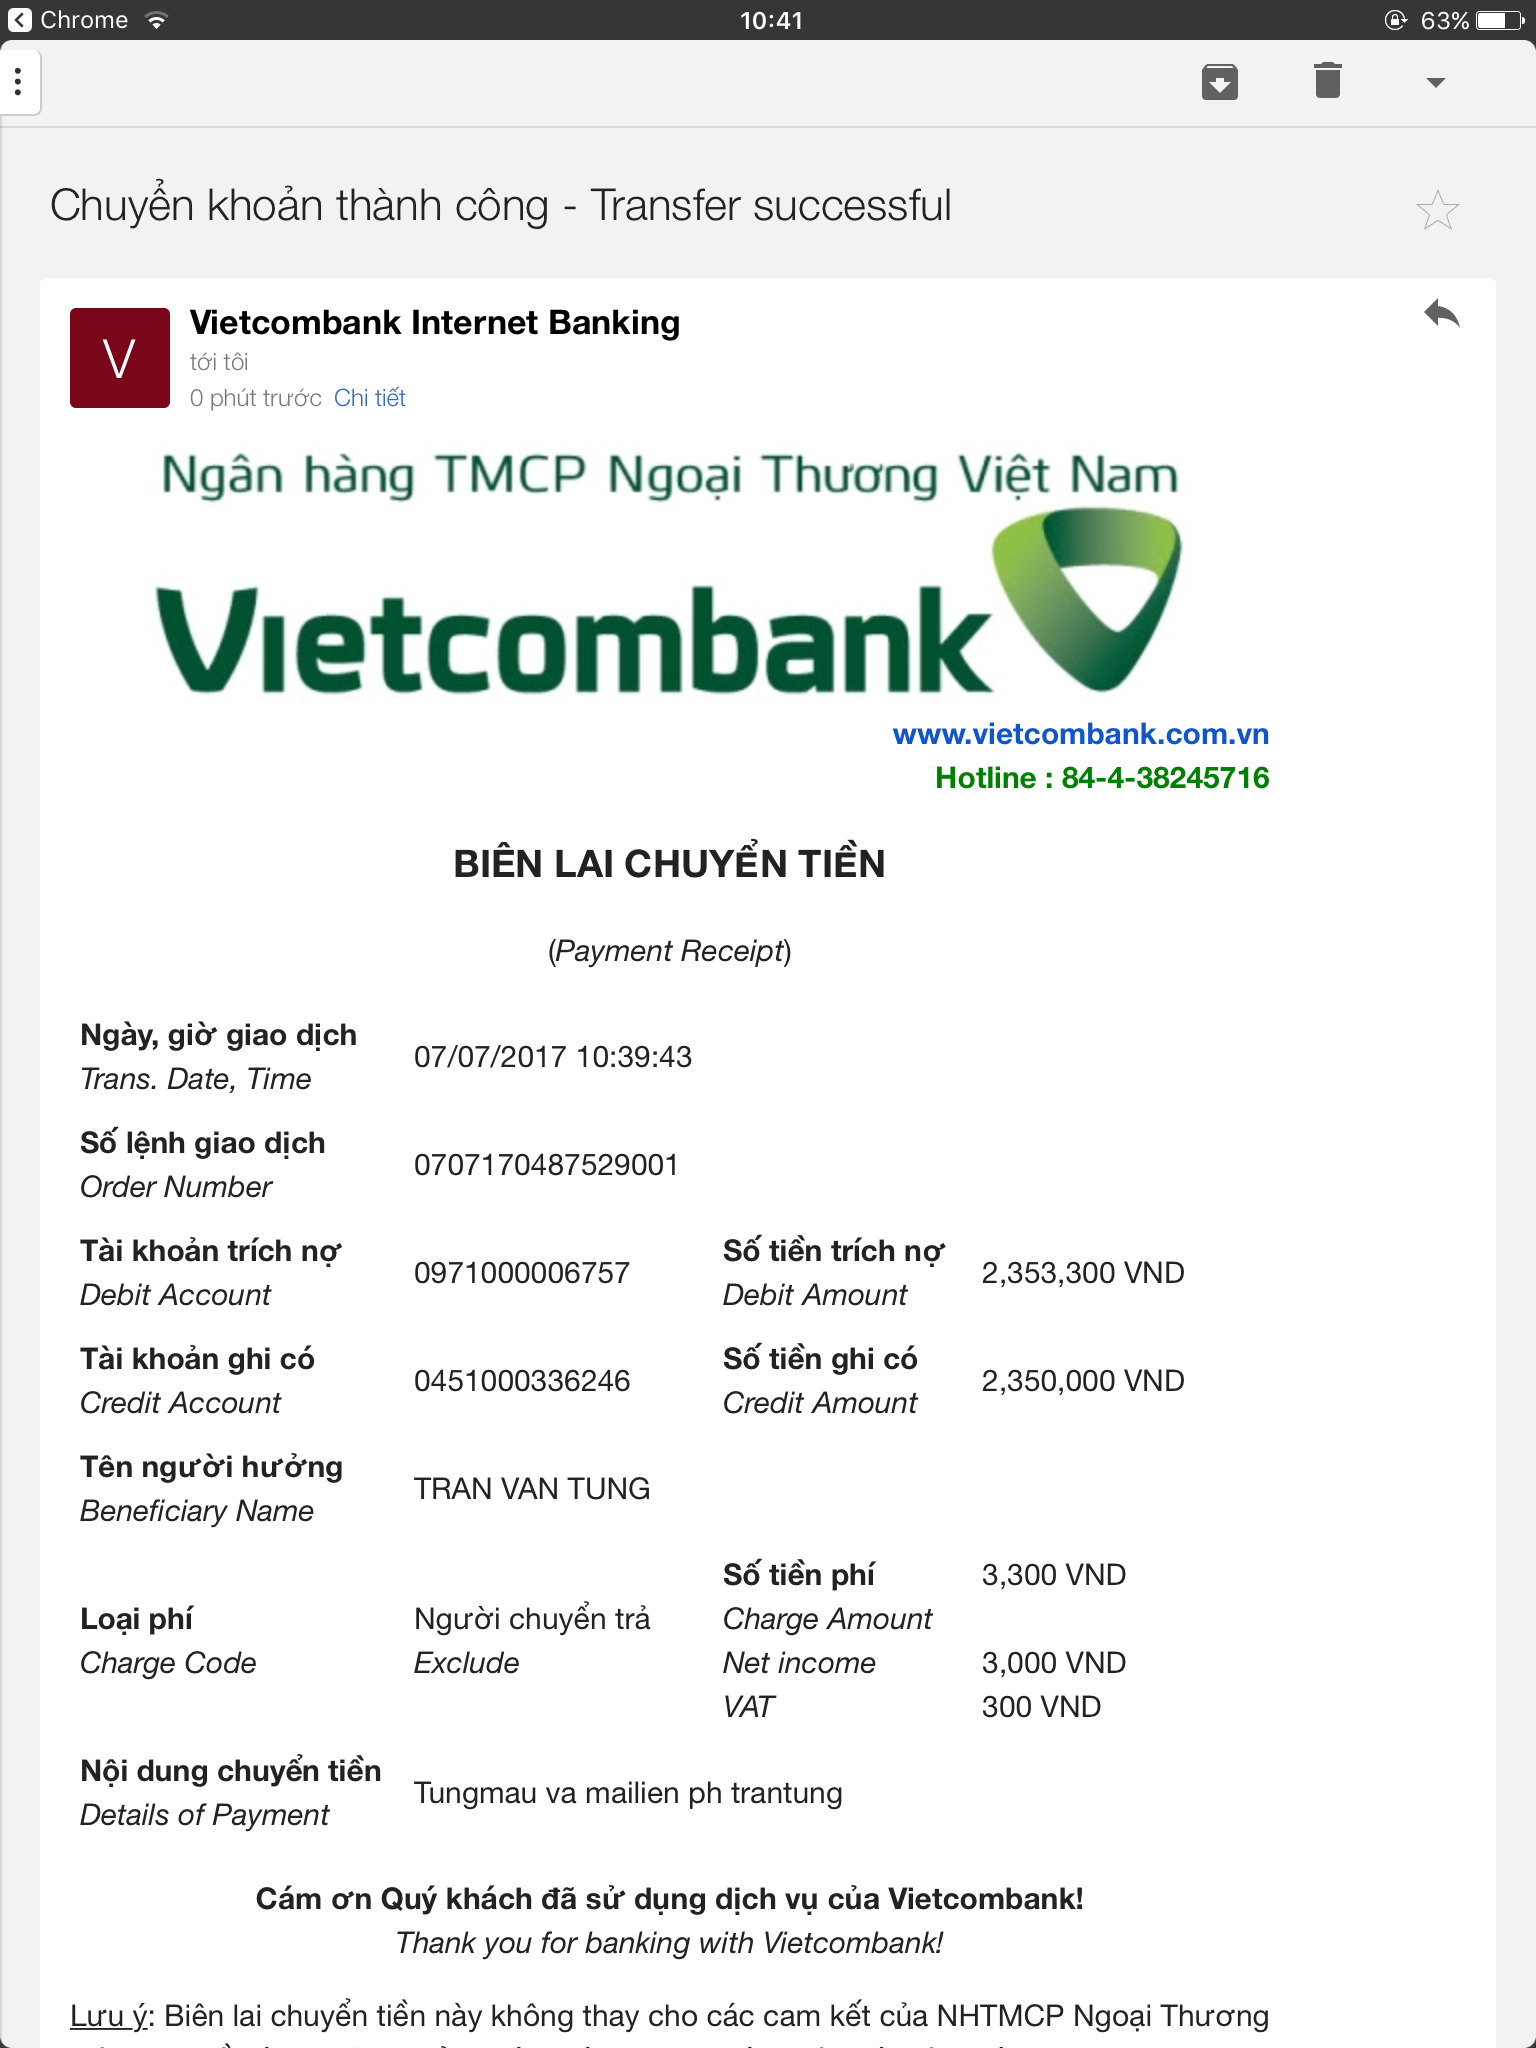 Chrome 10:41 63%
Chuyển khoản thành công - Transfer successful
V
Vietcombank Internet Banking
tới tôi
0 phút trước Chi tiết
Ngân hàng TMCP Ngoại Thương Việt Nam
Vietcombank
www.vietcombank.com.vn
Hotline : 84-4-38245716
BIÊN LAI CHUYỂN TIỀN
(Payment Receipt)
Ngày, giờ giao dịch
Trans. Date, Time
07/07/2017 10:39:43
Số lệnh giao dịch
Order Number
0707170487529001
Tài khoản trích nợ
Debit Account
0971000006757
Số tiền trích nợ
Debit Amount
2,353,300 VND
Tài khoản ghi có
Credit Account
0451000336246
Số tiền ghi có
Credit Amount
2,350,000 VND
Tên người hưởng
Beneficiary Name
TRAN VAN TUNG
Loại phí
Charge Code
Người chuyển trả
Exclude
Số tiền phí 3,300 VND
Charge Amount
Net income 3,000 VND
VAT 300 VND
Nội dung chuyển tiền
Details of Payment
Tungmau va mailien ph trantung
Cám ơn Quý khách đã sử dụng dịch vụ của Vietcombank!
Thank you for banking with Vietcombank!
Lưu ý: Biên lai chuyển tiền này không thay cho các cam kết của NHTMCP Ngoại Thương